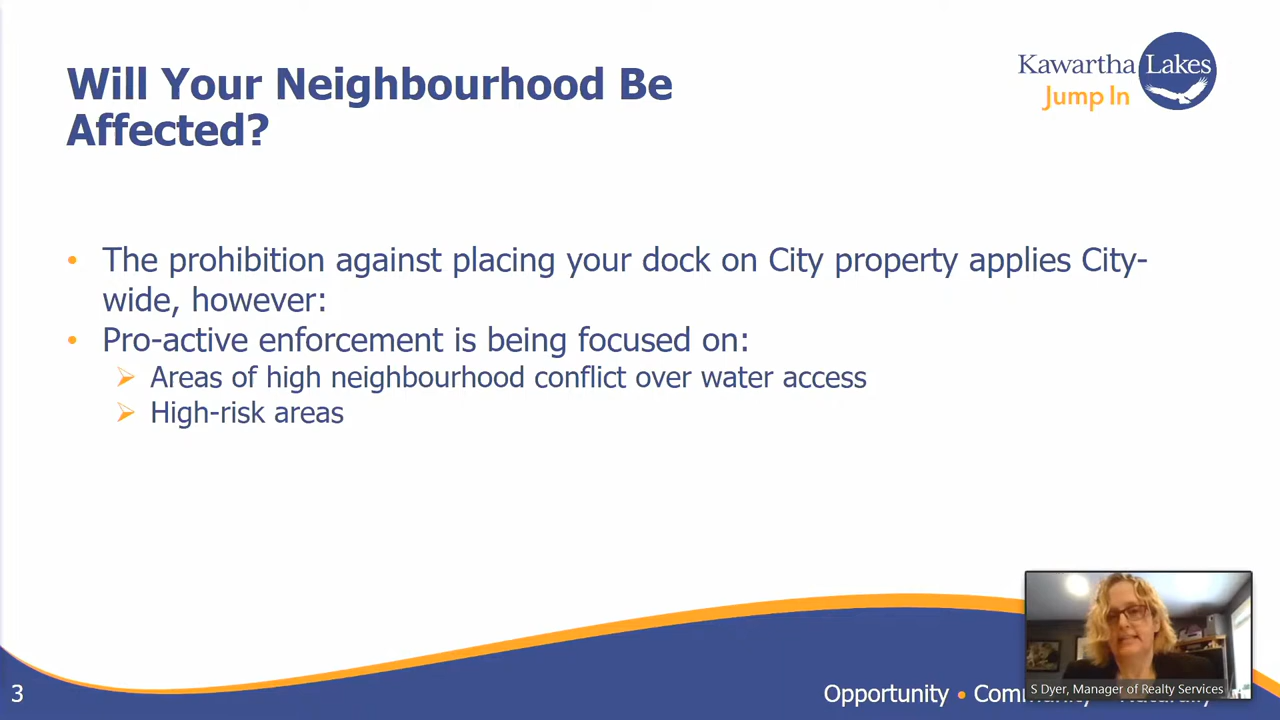 Will Your Neighbourhood Be
Affected?
Kawartha Lakes
Jump In
• The prohibition against placing your dock on City property applies City-
wide, however:
• Pro-active enforcement is being focused on:
➢ Areas of high neighbourhood conflict over water access
➢ High-risk areas
3
Opportunity •
S Dyer, Manager of Realty Services